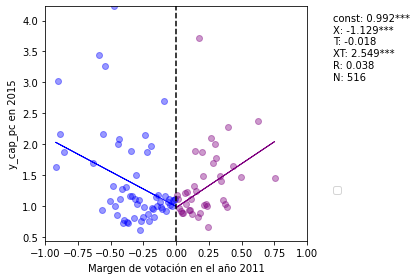 4.0
3.5
3.0
2.5
2.0
1.5
1.0
0.5
y_cap_pc en 2015
−1.00 −0.75 −0.50 −0.25 0.00 0.25 0.50 0.75 1.00
Margen de votación en el año 2011
const: 0.992***
X: -1.129***
T: -0.018
XT: 2.549***
R: 0.038
N: 516